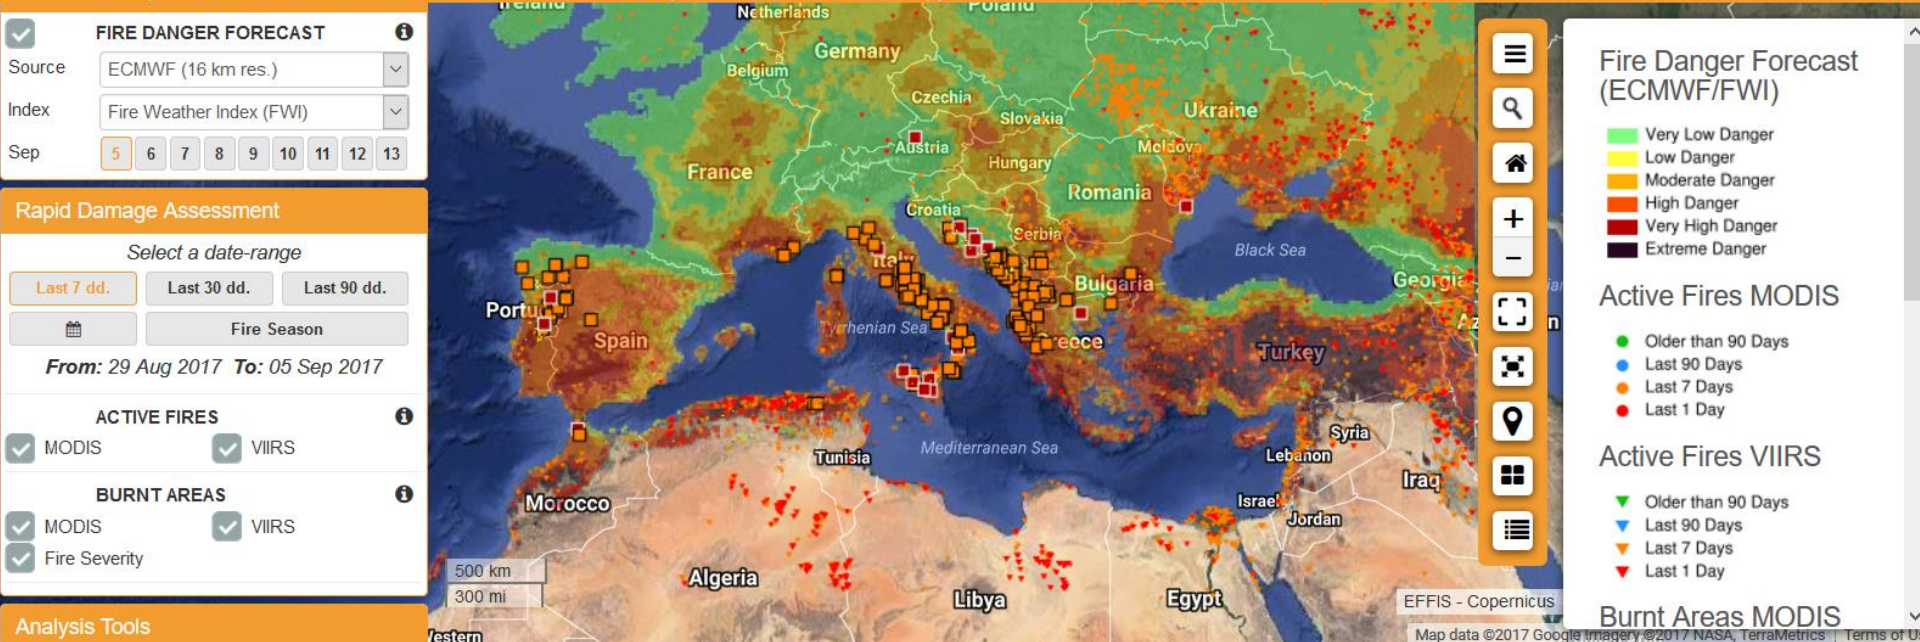 FIRE DANGER FORECAST
Source
ECMWF (16 km res.)
Index
Fire Weather Index (FWI)
Sep
5 6 7 8 9 10 11 12 13
Rapid Damage Assessment
Select a date-range
Last 7 dd.
Last 30 dd.
Last 90 dd.
Fire Season
From: 29 Aug 2017 To: 05 Sep 2017
ACTIVE FIRES
MODIS
VIIRS
BURNT AREAS
MODIS
VIIRS
Fire Severity
Analysis Tools
Ireland
Netherlands
Poland
Germany
Belgium
Czechia
Ukraine
Slovakia
Austria
Moldova
Hungary
France
Romania
Croatia
Serbia
Black Sea
Italy
Bulgaria
Georgia
Portu
Tyrrhenian Sea
Spain
Greece
Turkey
Az
n
Syria
Mediterranean Sea
Tunisia
Lebanon
Iraq
Morocco
Israel
Jordan
500 km
300 mi
Algeria
Libya
Egypt
EFFIS - Copernicus
Western
Map data ©2017 Google Imagery ©2017 NASA, TerraMetrics
Terms of U
Fire Danger Forecast
(ECMWF/FWI)
Very Low Danger
Low Danger
Moderate Danger
High Danger
Very High Danger
Extreme Danger
Active Fires MODIS
Older than 90 Days
Last 90 Days
Last 7 Days
Last 1 Day
Active Fires VIIRS
Older than 90 Days
Last 90 Days
Last 7 Days
Last 1 Day
Burnt Areas MODIS